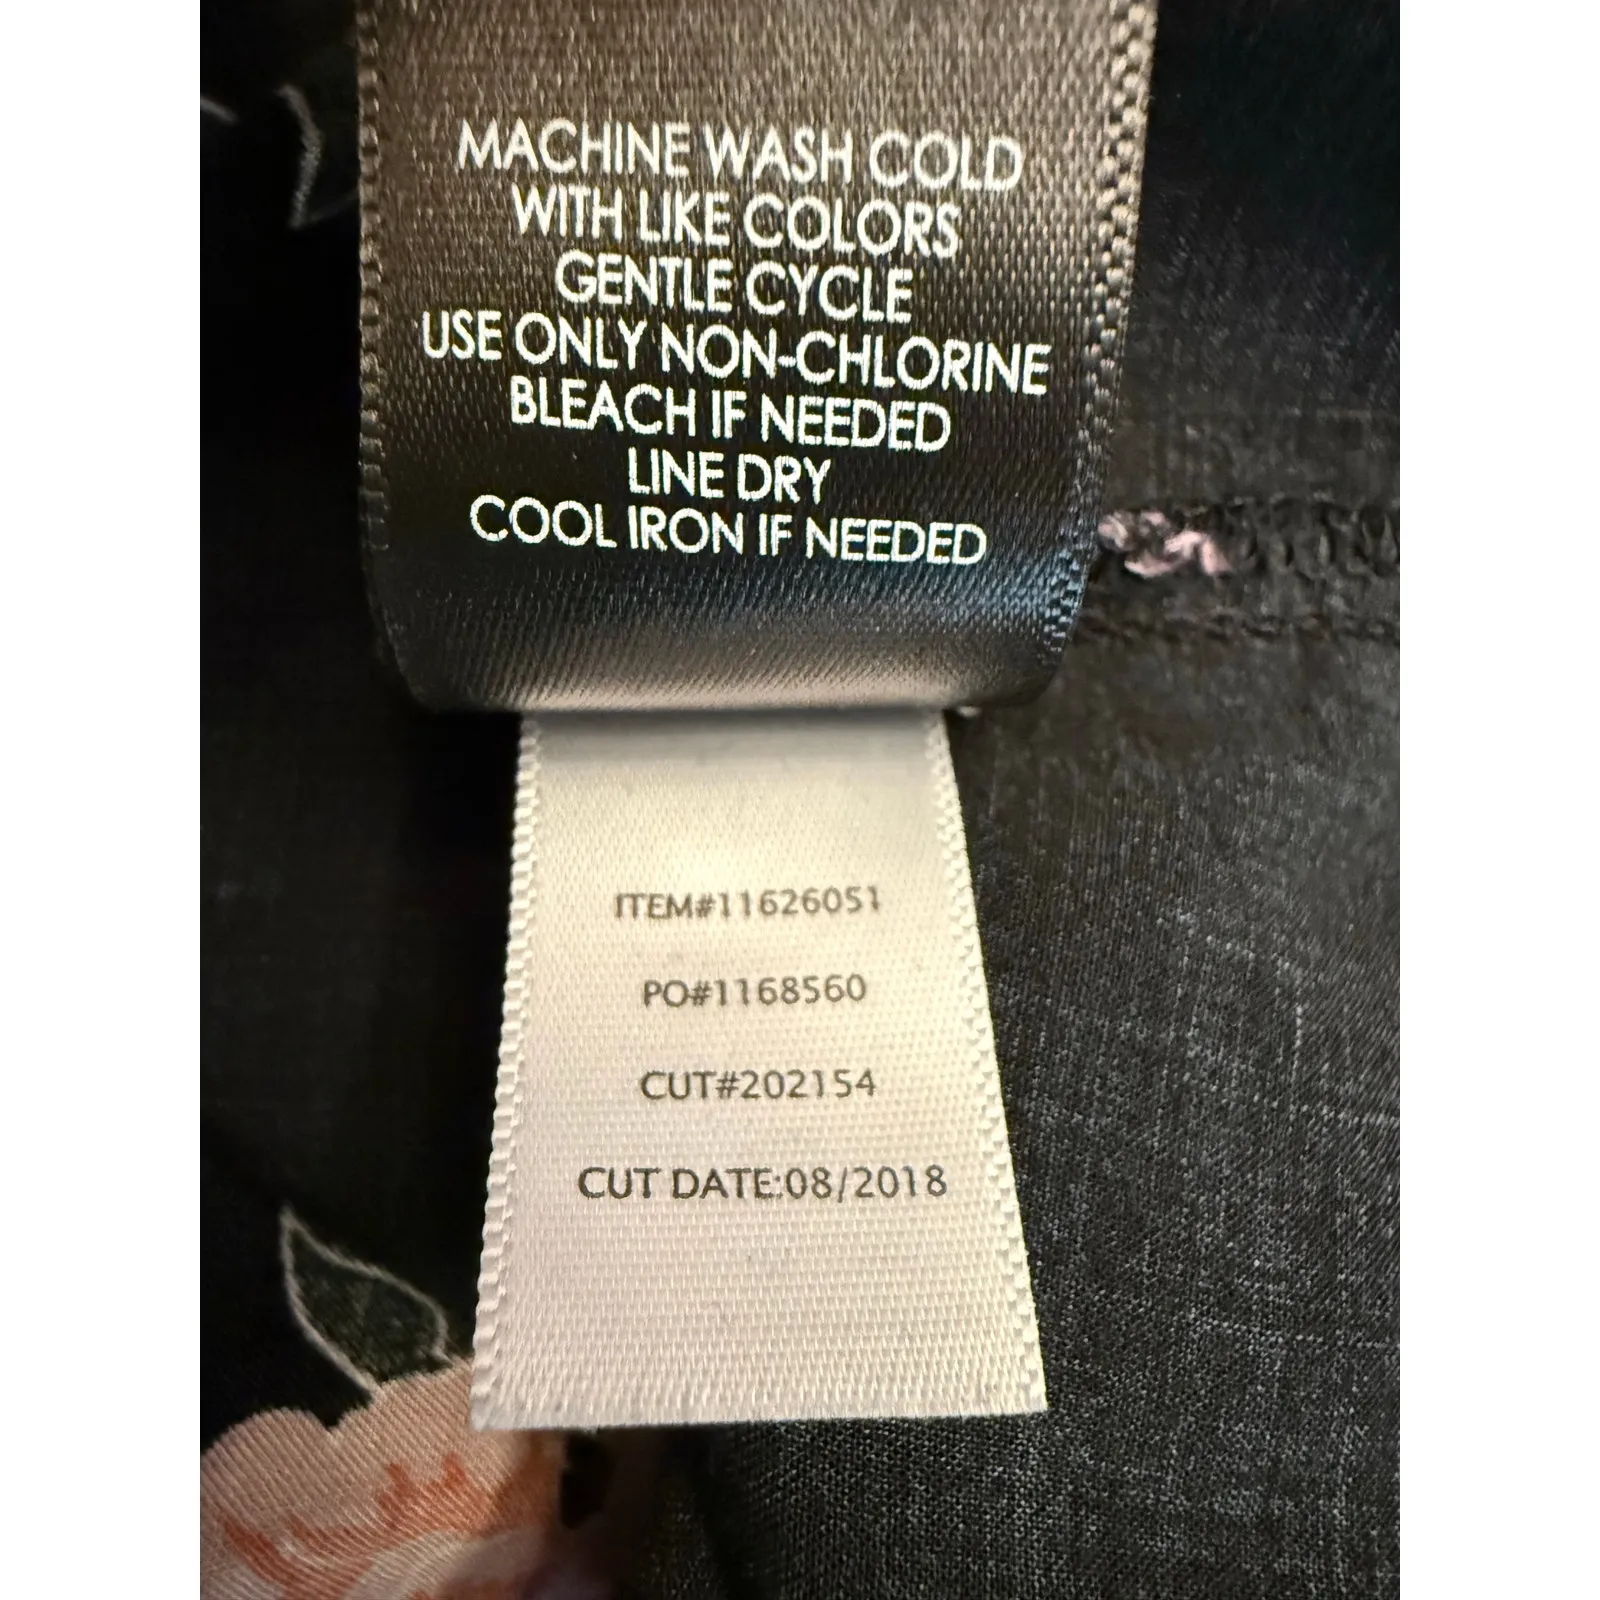 MACHINE WASH COLD
WITH LIKE COLORS
GENTLE CYCLE
USE ONLY NON-CHLORINE
BLEACH IF NEEDED
LINE DRY
COOL IRON IF NEEDED
ITEM#11626051
PO#1168560
CUT#202154
CUT DATE:08/2018